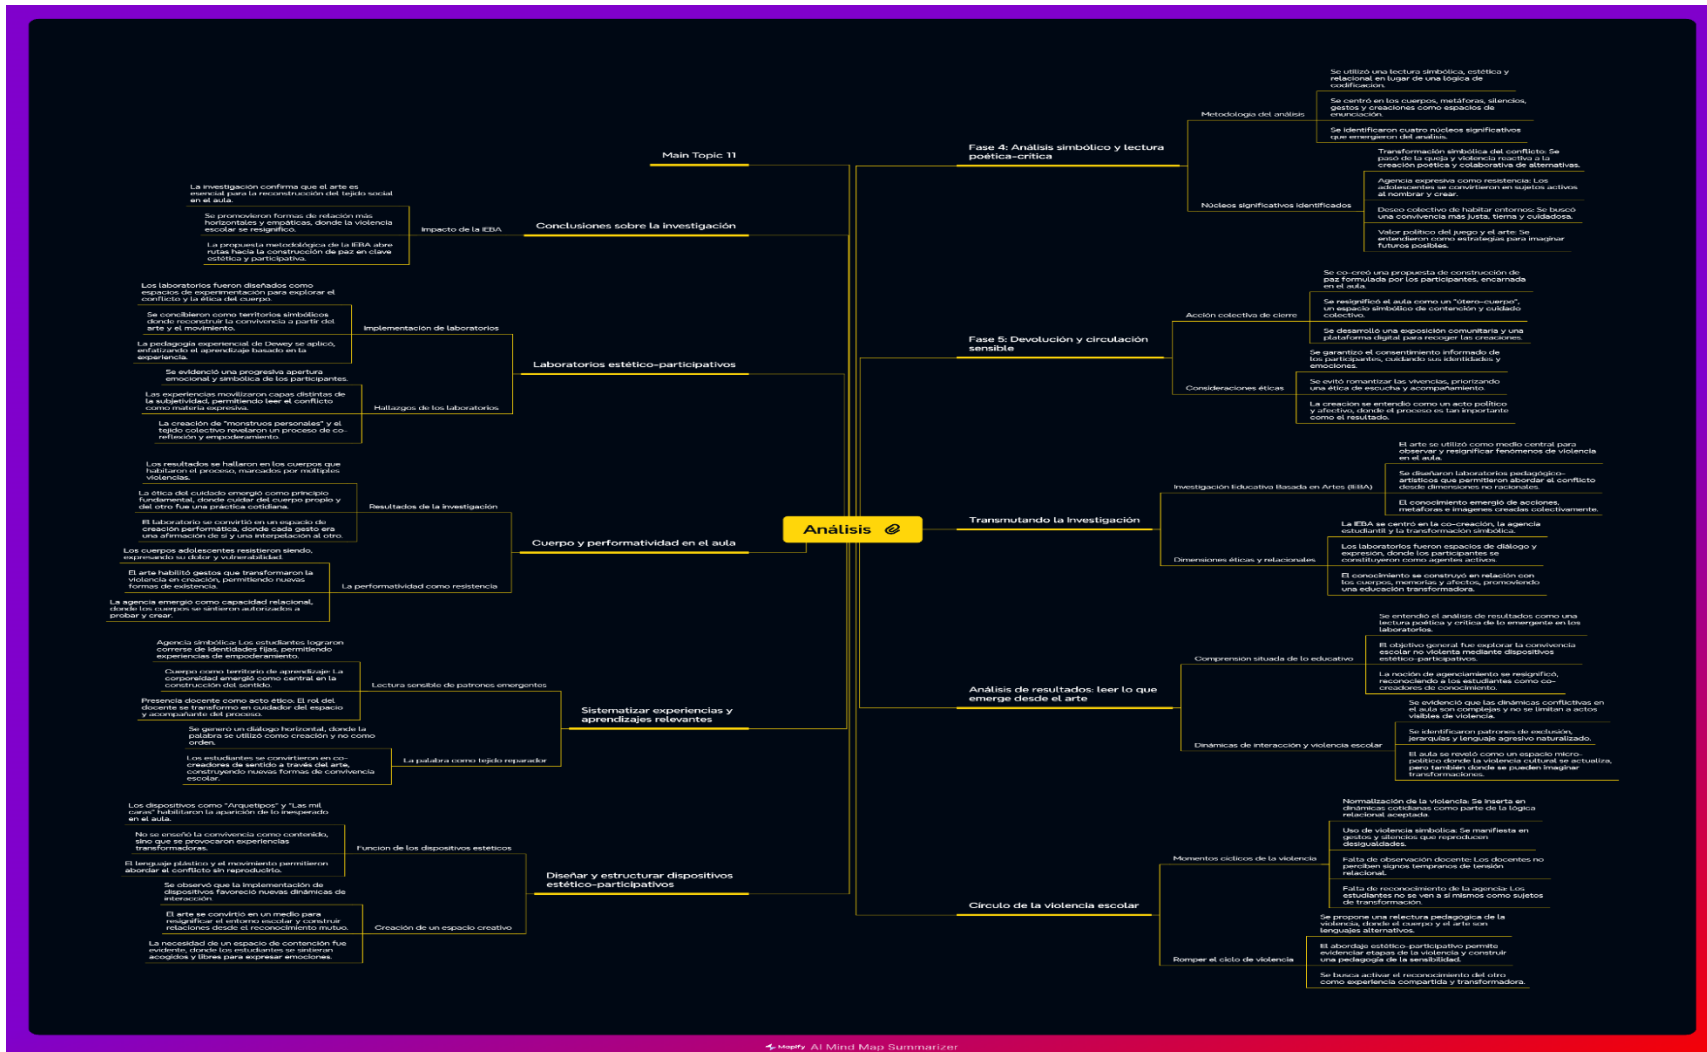 Análisis
Fase 4: Análisis simbólico y lectura
poética-crítica
Metodología del análisis
Se utilizó una lectura simbólica, estética y
relacional en lugar de una lógica de
codificación.
Se centró en los cuerpos, metáforas, silencios,
gestos y creaciones como espacios de
enunciación.
Se identificaron cuatro núcleos significativos
que emergieron del análisis.
Núcleos significativos identificados
Transformación simbólica del conflicto: Se
pasó de la queja y violencia reactiva a la
creación poética y colaborativa de alternativas.
Agencia expresiva como resistencia: Los
adolescentes se convirtieron en sujetos activos
al nombrar y crear.
Deseo colectivo de habitar entornos: Se buscó
una convivencia más justa, tierna y cuidadosa.
Valor político del juego y el arte: Se
entendieron como estrategias para imaginar
futuros posibles.
Fase 5: Devolución y circulación
sensible
Acción colectiva de cierre
Se co-creó una propuesta de construcción de
paz formulada por los participantes, encarnada
en el aula.
Se resignificó el aula como un "útero-cuerpo",
un espacio simbólico de contención y cuidado
colectivo.
Se desarrolló una exposición comunitaria y una
plataforma digital para recoger las creaciones.
Consideraciones éticas
Se garantizó el consentimiento informado de
los participantes, cuidando sus identidades y
emociones.
Se evitó romantizar las vivencias, priorizando
una ética de escucha y acompañamiento.
La creación se entendió como un acto político
y afectivo, donde el proceso es tan importante
como el resultado.
Transmutando la Investigación
Investigación Educativa Basada en Artes (IEBA)
El arte se utilizó como medio central para
observar y resignificar fenómenos de violencia
en el aula.
Se diseñaron laboratorios pedagógico-
artísticos que permitieron abordar el conflicto
desde dimensiones no racionales.
El conocimiento emergió de acciones,
metáforas e imágenes creadas colectivamente.
Dimensiones éticas y relacionales
La IEBA se centró en la co-creación, la agencia
estudiantil y la transformación simbólica.
Los laboratorios fueron espacios de diálogo y
expresión, donde los participantes se
constituyeron como agentes activos.
El conocimiento se construyó en relación con
los cuerpos, memorias y afectos, promoviendo
una educación transformadora.
Análisis de resultados: leer lo que
emerge desde el arte
Comprensión situada de lo educativo
Se entendió el análisis de resultados como una
lectura poética y crítica de lo emergente en los
laboratorios.
El objetivo general fue explorar la convivencia
escolar no violenta mediante dispositivos
estético-participativos.
La noción de agenciamiento se resignificó,
reconociendo a los estudiantes como co-
creadores de conocimiento.
Dinámicas de interacción y violencia escolar
Se evidenció que las dinámicas conflictivas en
el aula son complejas y no se limitan a actos
visibles de violencia.
Se identificaron patrones de exclusión,
jerarquías y lenguaje agresivo naturalizado.
El aula se reveló como un espacio micro-
político donde la violencia cultural se actualiza,
pero también donde se pueden imaginar
transformaciones.
Círculo de la violencia escolar
Momentos cíclicos de la violencia
Normalización de la violencia: Se inserta en
dinámicas cotidianas como parte de la lógica
relacional aceptada.
Uso de violencia simbólica: Se manifiesta en
gestos y silencios que reproducen
desigualdades.
Falta de observación docente: Los docentes no
perciben signos tempranos de tensión
relacional.
Falta de reconocimiento de la agencia: Los
estudiantes no se ven a sí mismos como sujetos
de transformación.
Romper el ciclo de violencia
Se propone una relectura pedagógica de la
violencia, donde el cuerpo y el arte son
lenguajes alternativos.
El abordaje estético-participativo permite
evidenciar etapas de la violencia y construir
una pedagogía de la sensibilidad.
Se busca activar el reconocimiento del otro
como experiencia compartida y transformadora.
Main Topic 11
Conclusiones sobre la investigación
Impacto de la IEBA
La investigación confirma que el arte es
esencial para la reconstrucción del tejido social
en el aula.
Se promovieron formas de relación más
horizontales y empáticas, donde la violencia
escolar se resignificó.
La propuesta metodológica de la IEBA abre
rutas hacia la construcción de paz en clave
estética y participativa.
Laboratorios estético-participativos
Implementación de laboratorios
Los laboratorios fueron diseñados como
espacios de experimentación para explorar el
conflicto y la ética del cuerpo.
Se concibieron como territorios simbólicos
donde reconstruir la convivencia a partir del
arte y el movimiento.
La pedagogía experiencial de Dewey se aplicó,
enfatizando el aprendizaje basado en la
experiencia.
Hallazgos de los laboratorios
Se evidenció una progresiva apertura
emocional y simbólica de los participantes.
Las experiencias movilizaron capas distintas de
la subjetividad, permitiendo leer el conflicto
como materia expresiva.
La creación de "monstruos personales" y el
tejido colectivo revelaron un proceso de co-
reflexión y empoderamiento.
Cuerpo y performatividad en el aula
Resultados de la investigación
Los resultados se hallaron en los cuerpos que
habitaron el proceso, marcados por múltiples
violencias.
La ética del cuidado emergió como principio
fundamental, donde cuidar del cuerpo propio y
del otro fue una práctica cotidiana.
El laboratorio se convirtió en un espacio de
creación performática, donde cada gesto era
una afirmación de sí y una interpelación al otro.
La performatividad como resistencia
Los cuerpos adolescentes resistieron siendo,
expresando su dolor y vulnerabilidad.
El arte habilitó gestos que transformaron la
violencia en creación, permitiendo nuevas
formas de existencia.
La agencia emergió como capacidad relacional,
donde los cuerpos se sintieron autorizados a
probar y crear.
Sistematizar experiencias y
aprendizajes relevantes
Lectura sensible de patrones emergentes
Agencia simbólica: Los estudiantes lograron
correrse de identidades fijas, permitiendo
experiencias de empoderamiento.
Cuerpo como territorio de aprendizaje: La
corporeidad emergió como central en la
construcción del sentido.
Presencia docente como acto ético: El rol del
docente se transformó en cuidador del espacio
y acompañante del proceso.
La palabra como tejido reparador
Se generó un diálogo horizontal, donde la
palabra se utilizó como creación y no como
orden.
Los estudiantes se convirtieron en co-
creadores de sentido a través del arte,
construyendo nuevas formas de convivencia
escolar.
Diseñar y estructurar dispositivos
estético-participativos
Función de los dispositivos estéticos
Los dispositivos como "Arquetipos" y "Las mil
caras" habilitaron la aparición de lo inesperado
en el aula.
No se enseñó la convivencia como contenido,
sino que se provocaron experiencias
transformadoras.
El lenguaje plástico y el movimiento permitieron
abordar el conflicto sin reproducirlo.
Creación de un espacio creativo
Se observó que la implementación de
dispositivos favoreció nuevas dinámicas de
interacción.
El arte se convirtió en un medio para
resignificar el entorno escolar y construir
relaciones desde el reconocimiento mutuo.
La necesidad de un espacio de contención fue
evidente, donde los estudiantes se sintieran
acogidos y libres para expresar emociones.
Mapify AI Mind Map Summarizer